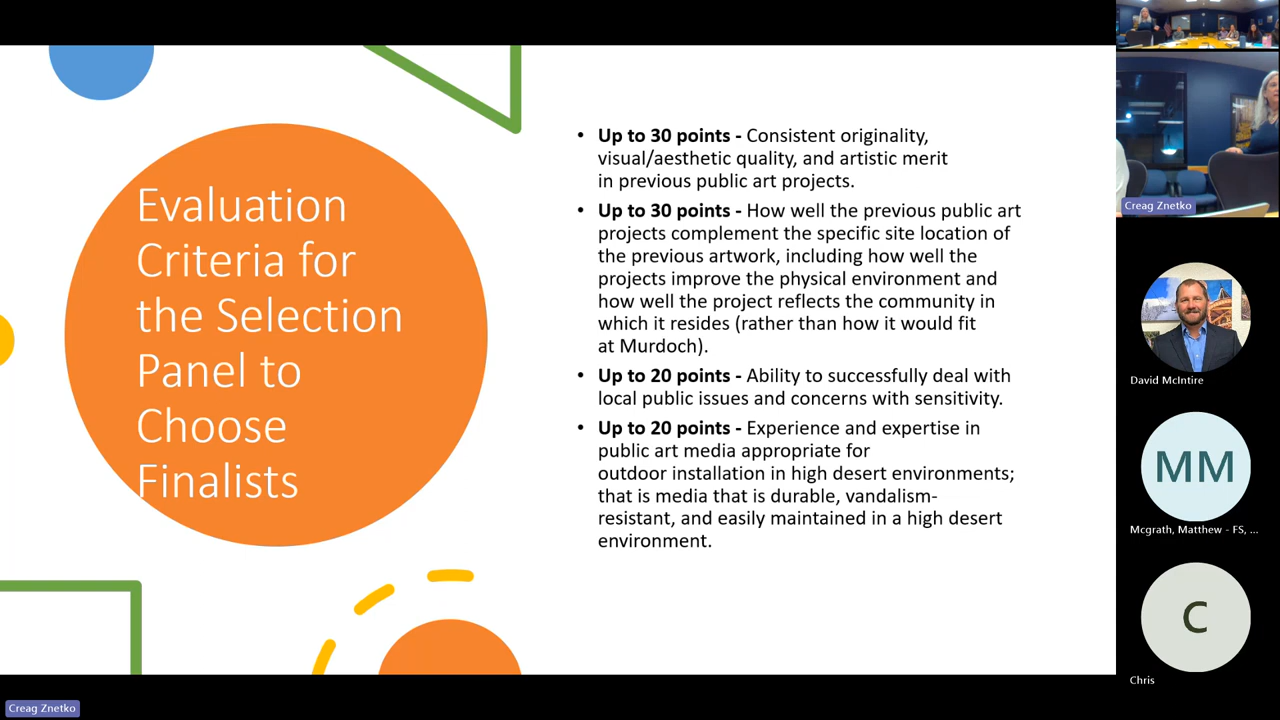 Evaluation
Criteria for
the Selection
Panel to
Choose
Finalists
• Up to 30 points - Consistent originality,
visual/aesthetic quality, and artistic merit
in previous public art projects.
• Up to 30 points - How well the previous public art
projects complement the specific site location of
the previous artwork, including how well the
projects improve the physical environment and
how well the project reflects the community in
which it resides (rather than how it would fit
at Murdoch).
• Up to 20 points - Ability to successfully deal with
local public issues and concerns with sensitivity.
• Up to 20 points - Experience and expertise in
public art media appropriate for
outdoor installation in high desert environments;
that is media that is durable, vandalism-
resistant, and easily maintained in a high desert
environment.
Creag Znetko
David McIntire
MM
Mcgrath, Matthew - FS, ...
C
Chris
Creag Znetko